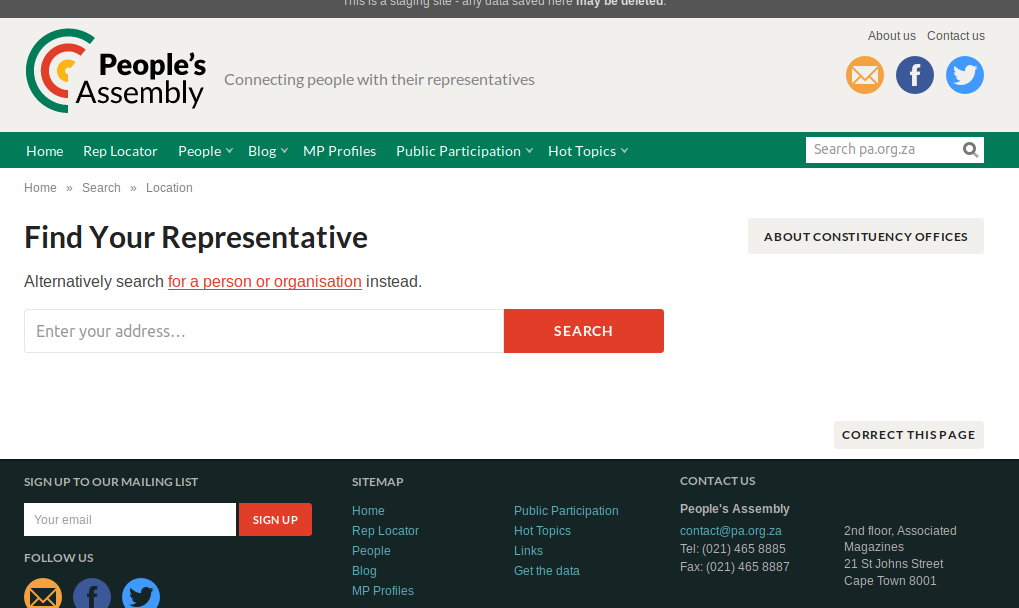 This is a staging site - any data saved here may be deleted.
About us Contact us
People's
Assembly
Connecting people with their representatives
Home Rep Locator People Blog MP Profiles Public Participation Hot Topics
Search pa.org.za
Home » Search » Location
Find Your Representative
ABOUT CONSTITUENCY OFFICES
Alternatively search for a person or organisation instead.
Enter your address…
SEARCH
CORRECT THIS PAGE
SIGN UP TO OUR MAILING LIST
Your email
SIGN UP
FOLLOW US
SITEMAP
Home
Rep Locator
People
Blog
MP Profiles
Public Participation
Hot Topics
Links
Get the data
CONTACT US
People's Assembly
contact@pa.org.za
Tel: (021) 465 8885
Fax: (021) 465 8887
2nd floor, Associated
Magazines
21 St Johns Street
Cape Town 8001